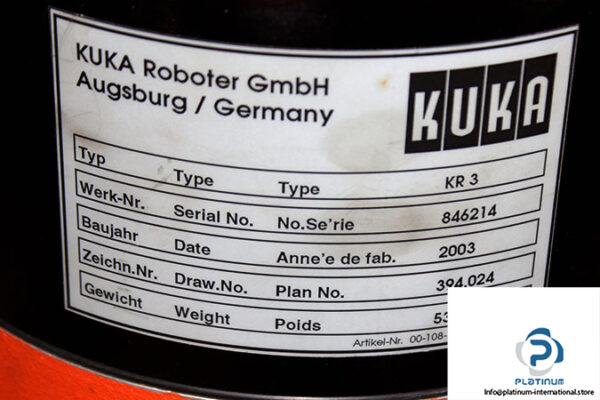 KUKA Roboter GmbH
Augsburg / Germany
KUKA
Typ Type Type KR 3
Werk-Nr. Serial No. No.Se'rie 846214
Baujahr Date Anne'e de fab. 2003
Zeichn.Nr. Draw.No. Plan No. 394.024
Gewicht Weight Poids
Artikel-Nr. 00-108-
PLATINUM
Info@platinum-international.store